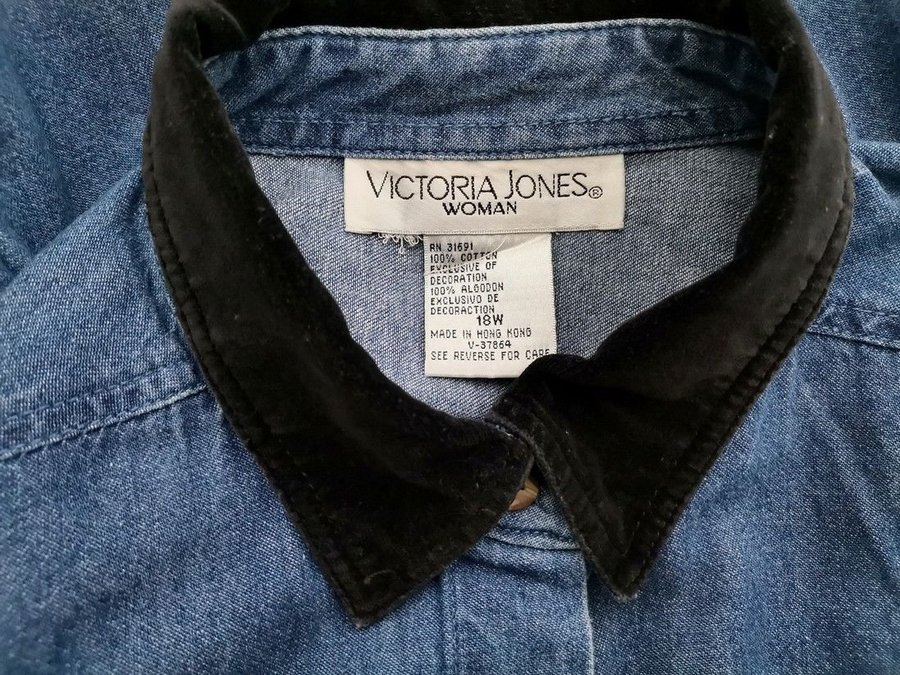 VICTORIA JONES®
WOMAN
RN 31691
100% COTTON
EXCLUSIVE OF
DECORATION
100% ALGODON
EXCLUSIVO DE
DECORACTION
18W
MADE IN HONG KONG
V-37864
SEE REVERSE FOR CARE